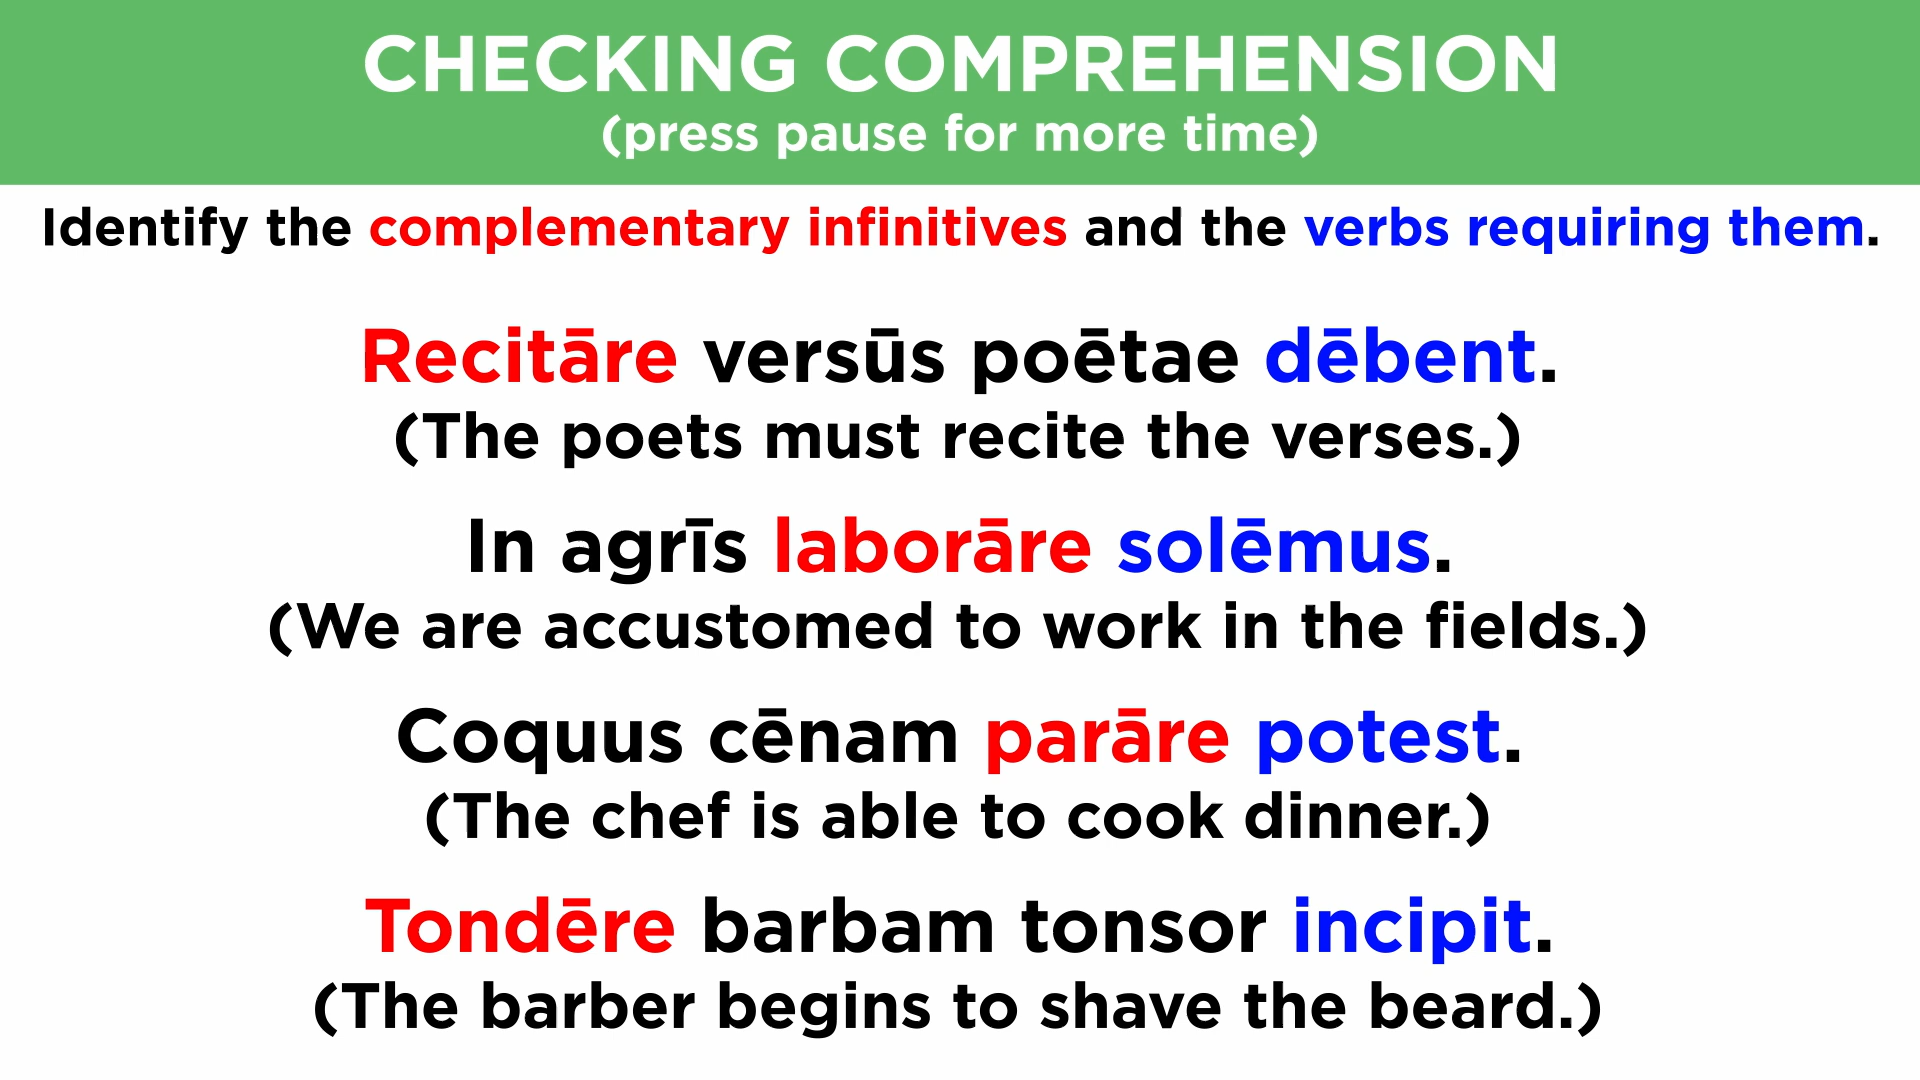 CHECKING COMPREHENSION
(press pause for more time)
Identify the complementary infinitives and the verbs requiring them.
Recitāre versūs poētae dēbent.
(The poets must recite the verses.)
In agrīs laborāre solēmus.
(We are accustomed to work in the fields.)
Coquus cēnam parāre potest.
(The chef is able to cook dinner.)
Tondēre barbam tonsor incipit.
(The barber begins to shave the beard.)